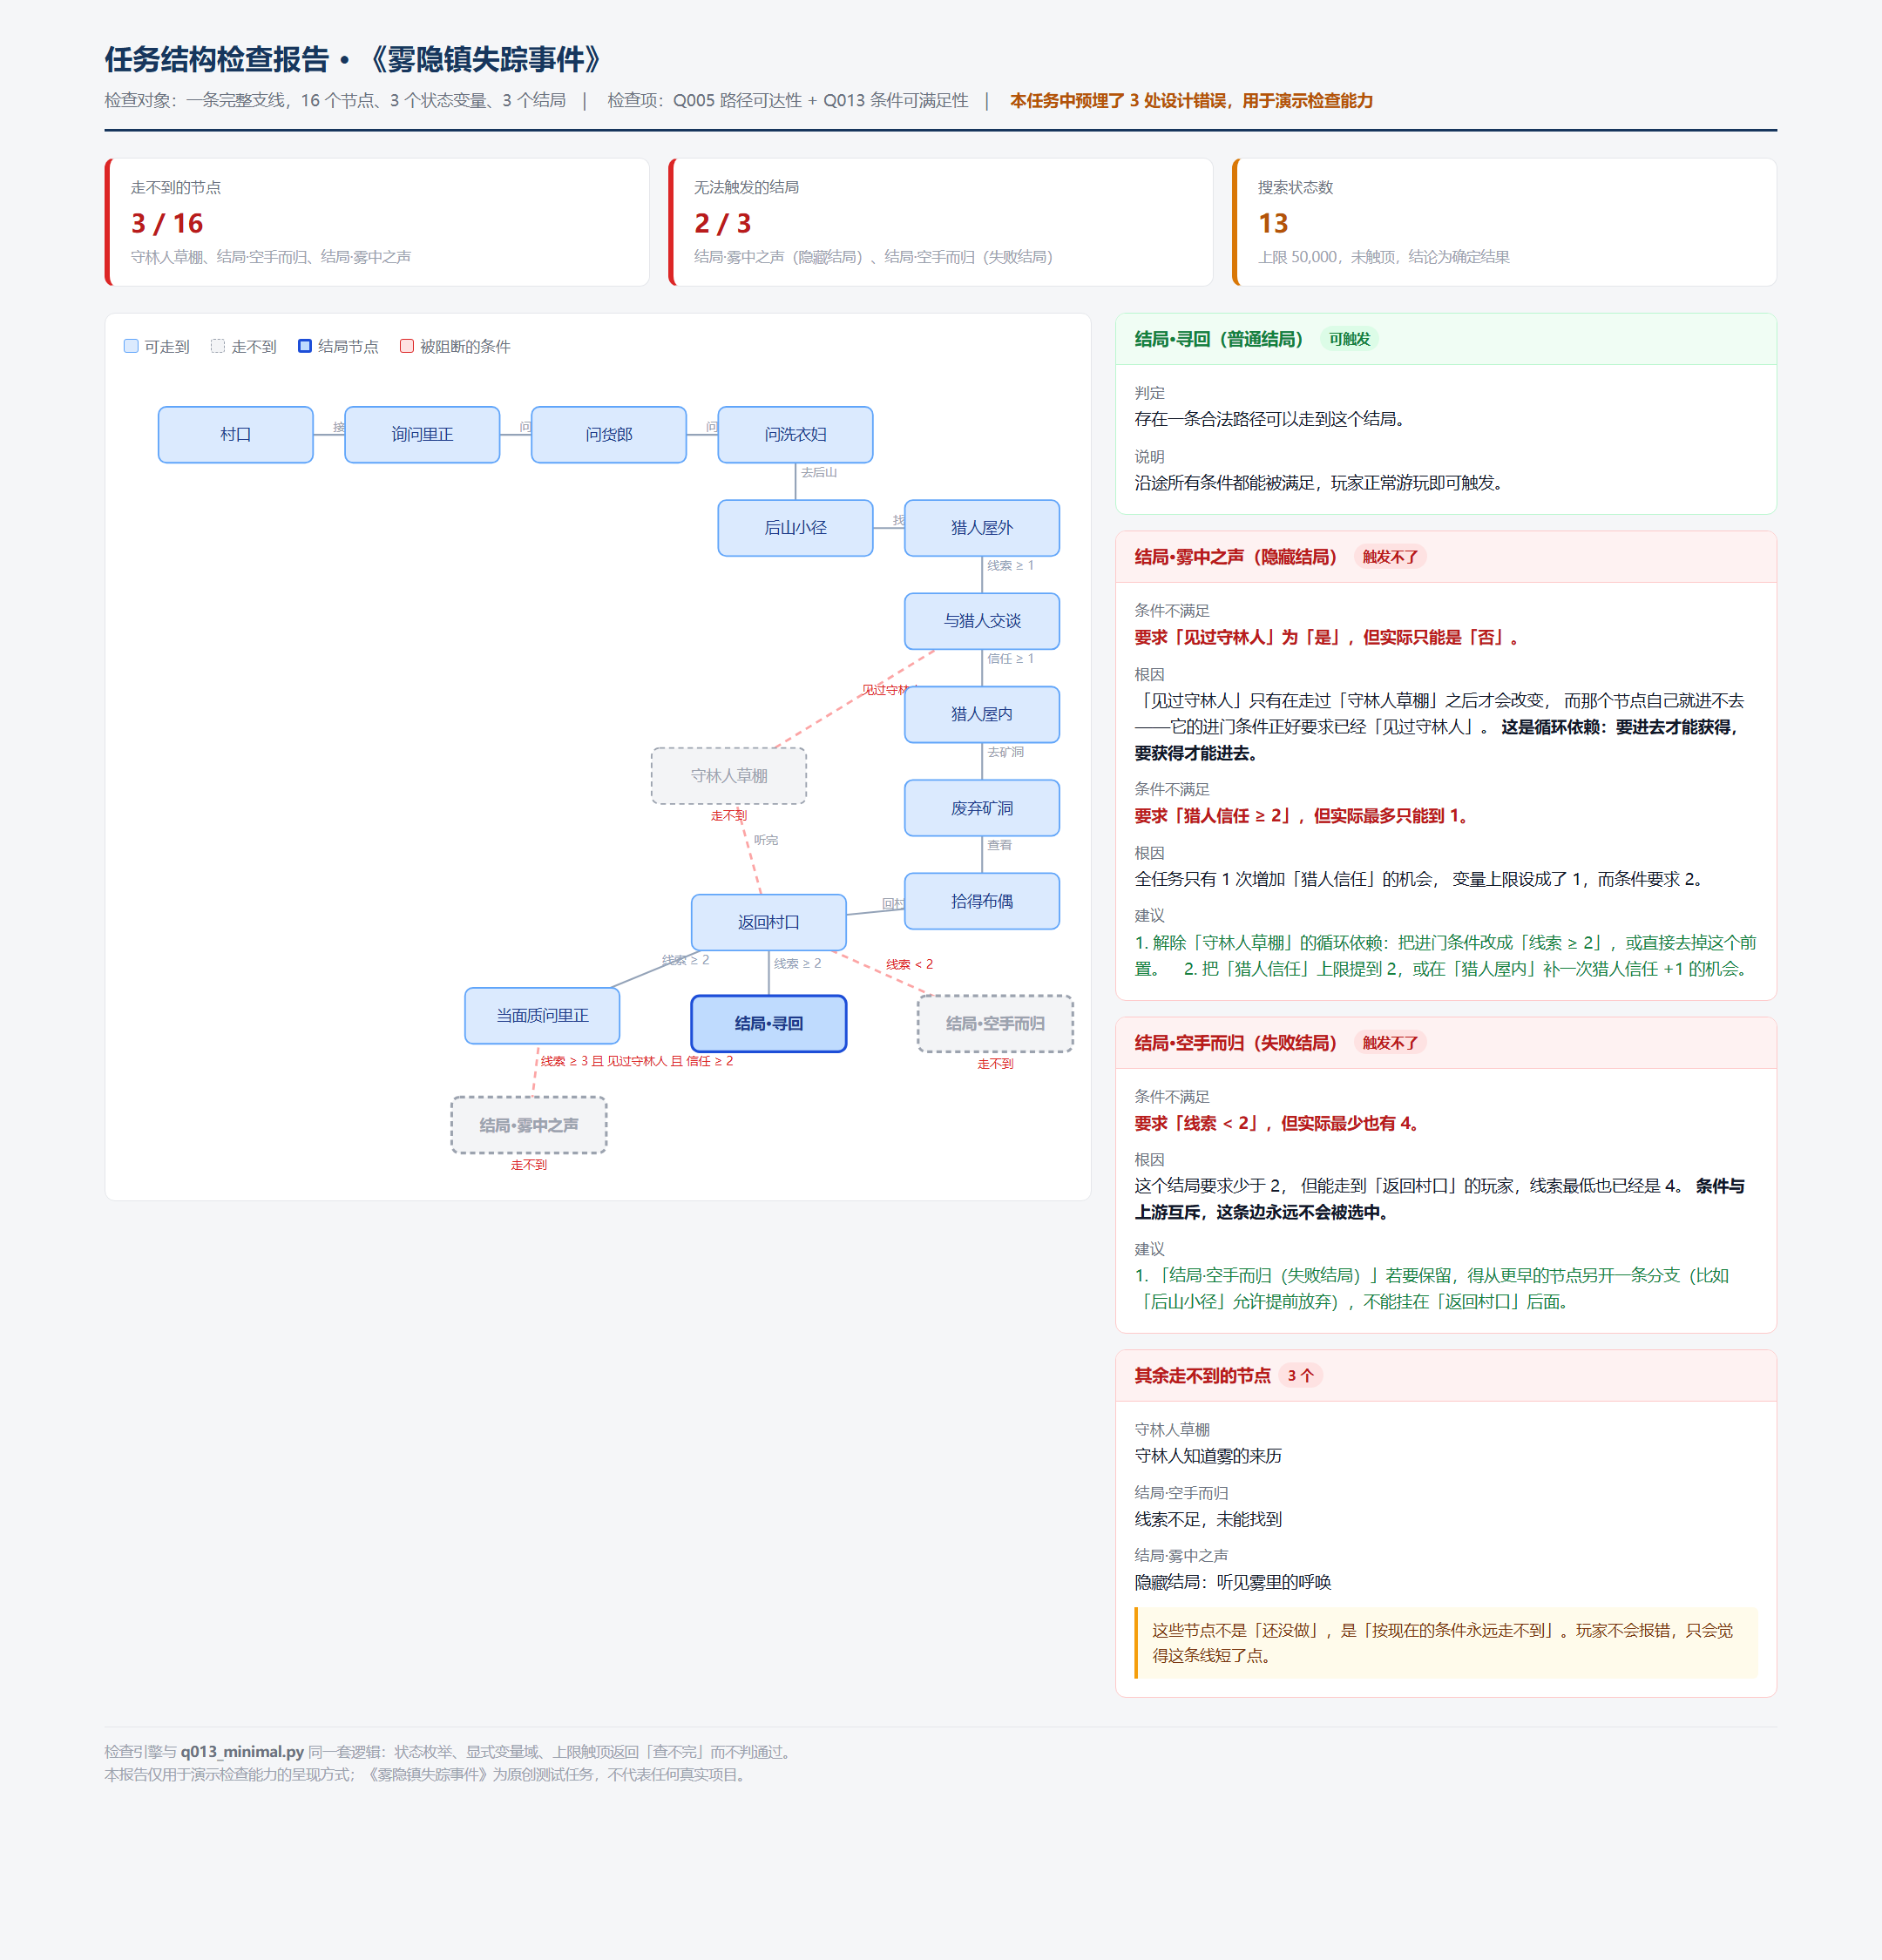 任务结构检查报告 • 《雾隐镇失踪事件》
检查对象：一条完整支线，16 个节点、3 个状态变量、3 个结局 ｜ 检查项：Q005 路径可达性 + Q013 条件可满足性 ｜ 本任务中预埋了 3 处设计错误，用于演示检查能力
走不到的节点
3 / 16
守林人草棚、结局·空手而归、结局·雾中之声
无法触发的结局
2 / 3
结局·雾中之声（隐藏结局）、结局·空手而归（失败结局）
搜索状态数
13
上限 50,000，未触顶，结论为确定结果
可走到 走不到 结局节点 被阻断的条件
村口 接 询问里正 问 问货郎 问 问洗衣妇
去后山
后山小径 找 猎人屋外
线索 ≥ 1
与猎人交谈
信任 ≥ 1
见过守林
猎人屋内
去矿洞
守林人草棚
走不到
听完
废弃矿洞
查看
拾得布偶
回村
返回村口
线索 ≥ 2 线索 ≥ 2 线索 < 2
当面质问里正 结局•寻回 结局•空手而归
走不到
线索 ≥ 3 且 见过守林人 且 信任 ≥ 2
结局•雾中之声
走不到
结局•寻回（普通结局） 可触发
判定
存在一条合法路径可以走到这个结局。
说明
沿途所有条件都能被满足，玩家正常游玩即可触发。
结局•雾中之声（隐藏结局） 触发不了
条件不满足
要求「见过守林人」为「是」，但实际只能是「否」。
根因
「见过守林人」只有在走过「守林人草棚」之后才会改变， 而那个节点自己就进不去
——它的进门条件正好要求已经「见过守林人」。 这是循环依赖：要进去才能获得，
要获得才能进去。
条件不满足
要求「猎人信任 ≥ 2」，但实际最多只能到 1。
根因
全任务只有 1 次增加「猎人信任」的机会， 变量上限设成了 1，而条件要求 2。
建议
1. 解除「守林人草棚」的循环依赖：把进门条件改成「线索 ≥ 2」，或直接去掉这个前
置。 2. 把「猎人信任」上限提到 2，或在「猎人屋内」补一次猎人信任 +1 的机会。
结局•空手而归（失败结局） 触发不了
条件不满足
要求「线索 < 2」，但实际最少也有 4。
根因
这个结局要求少于 2， 但能走到「返回村口」的玩家，线索最低也已经是 4。 条件与
上游互斥，这条边永远不会被选中。
建议
1. 「结局·空手而归（失败结局）」若要保留，得从更早的节点另开一条分支（比如
「后山小径」允许提前放弃），不能挂在「返回村口」后面。
其余走不到的节点 3 个
守林人草棚
守林人知道雾的来历
结局·空手而归
线索不足，未能找到
结局·雾中之声
隐藏结局：听见雾里的呼唤
这些节点不是「还没做」，是「按现在的条件永远走不到」。玩家不会报错，只会觉
得这条线短了点。
检查引擎与 q013_minimal.py 同一套逻辑：状态枚举、显式变量域、上限触顶返回「查不完」而不判通过。
本报告仅用于演示检查能力的呈现方式；《雾隐镇失踪事件》为原创测试任务，不代表任何真实项目。